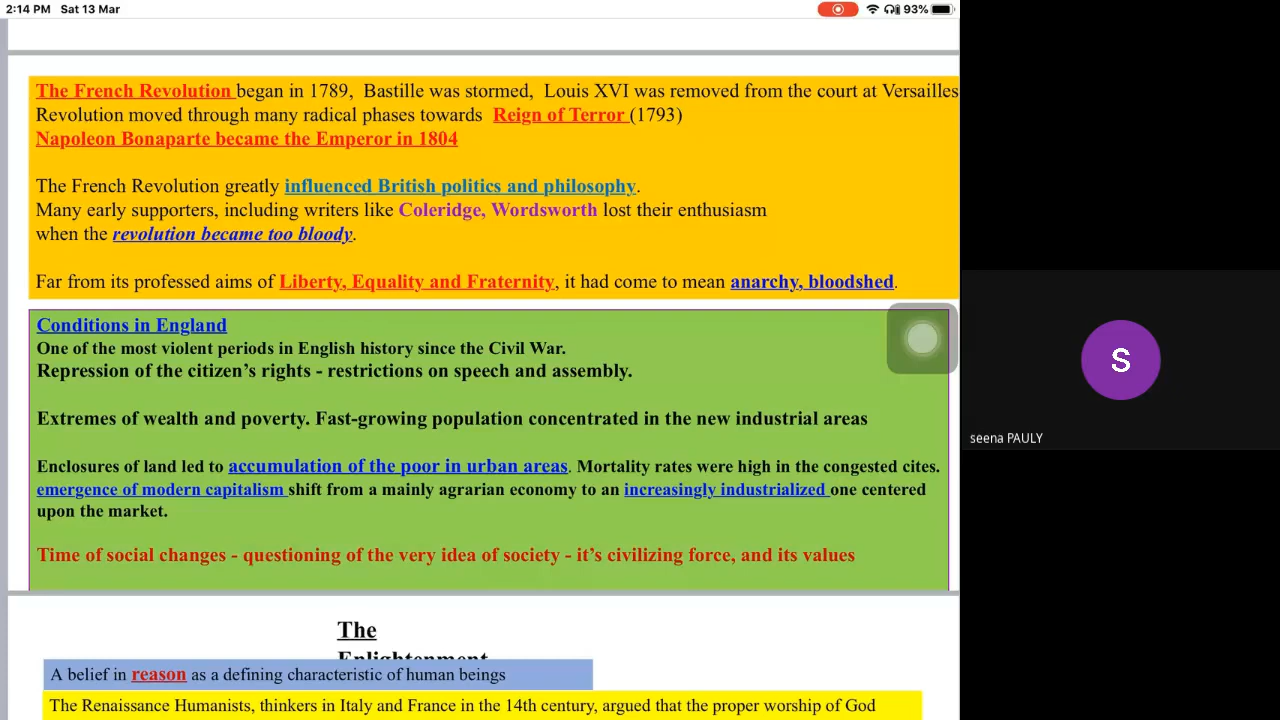 2:14 PM Sat 13 Mar
93%
The French Revolution began in 1789, Bastille was stormed, Louis XVI was removed from the court at Versailles
Revolution moved through many radical phases towards Reign of Terror (1793)
Napoleon Bonaparte became the Emperor in 1804
The French Revolution greatly influenced British politics and philosophy.
Many early supporters, including writers like Coleridge, Wordsworth lost their enthusiasm
when the revolution became too bloody.
Far from its professed aims of Liberty, Equality and Fraternity, it had come to mean anarchy, bloodshed.
Conditions in England
One of the most violent periods in English history since the Civil War.
Repression of the citizen's rights - restrictions on speech and assembly.
Extremes of wealth and poverty. Fast-growing population concentrated in the new industrial areas
Enclosures of land led to accumulation of the poor in urban areas. Mortality rates were high in the congested cites.
emergence of modern capitalism shift from a mainly agrarian economy to an increasingly industrialized one centered
upon the market.
Time of social changes - questioning of the very idea of society - it's civilizing force, and its values
S
seena PAULY
The
Enlightenment
A belief in reason as a defining characteristic of human beings
The Renaissance Humanists, thinkers in Italy and France in the 14th century, argued that the proper worship of God